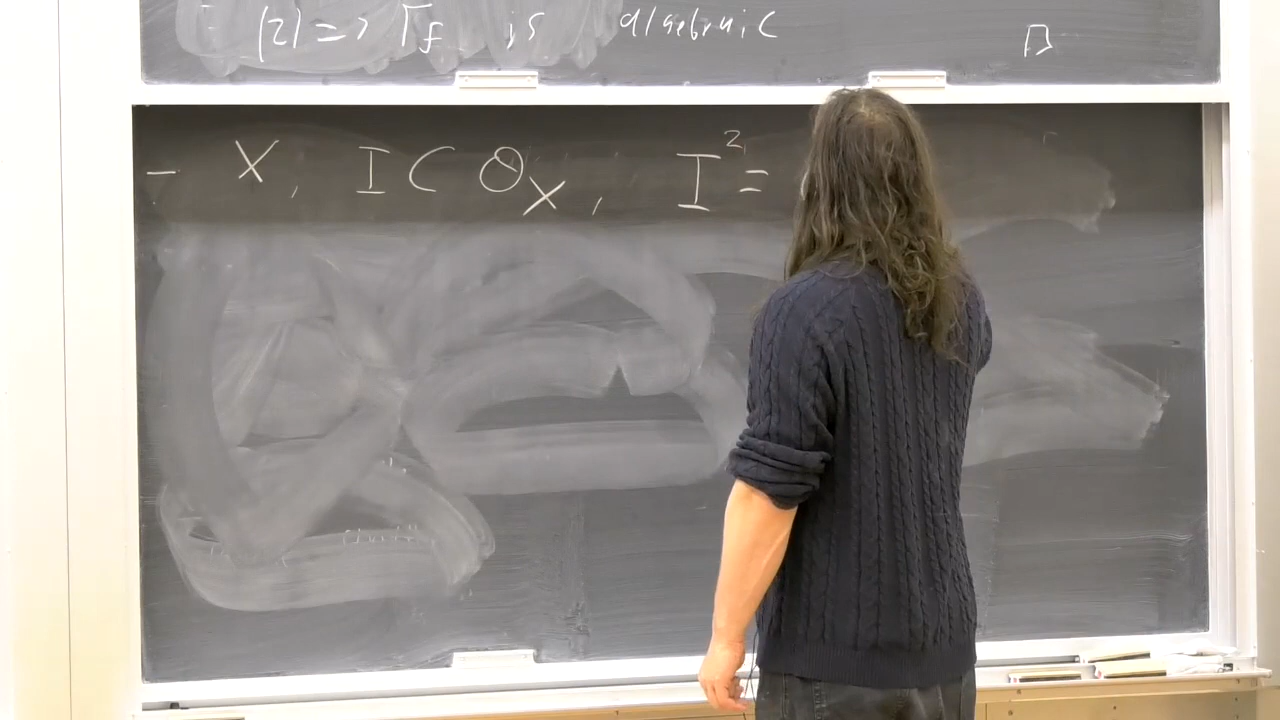 (2) => Γ_f is algebraic □
- X, I ⊂ O_X, I² =